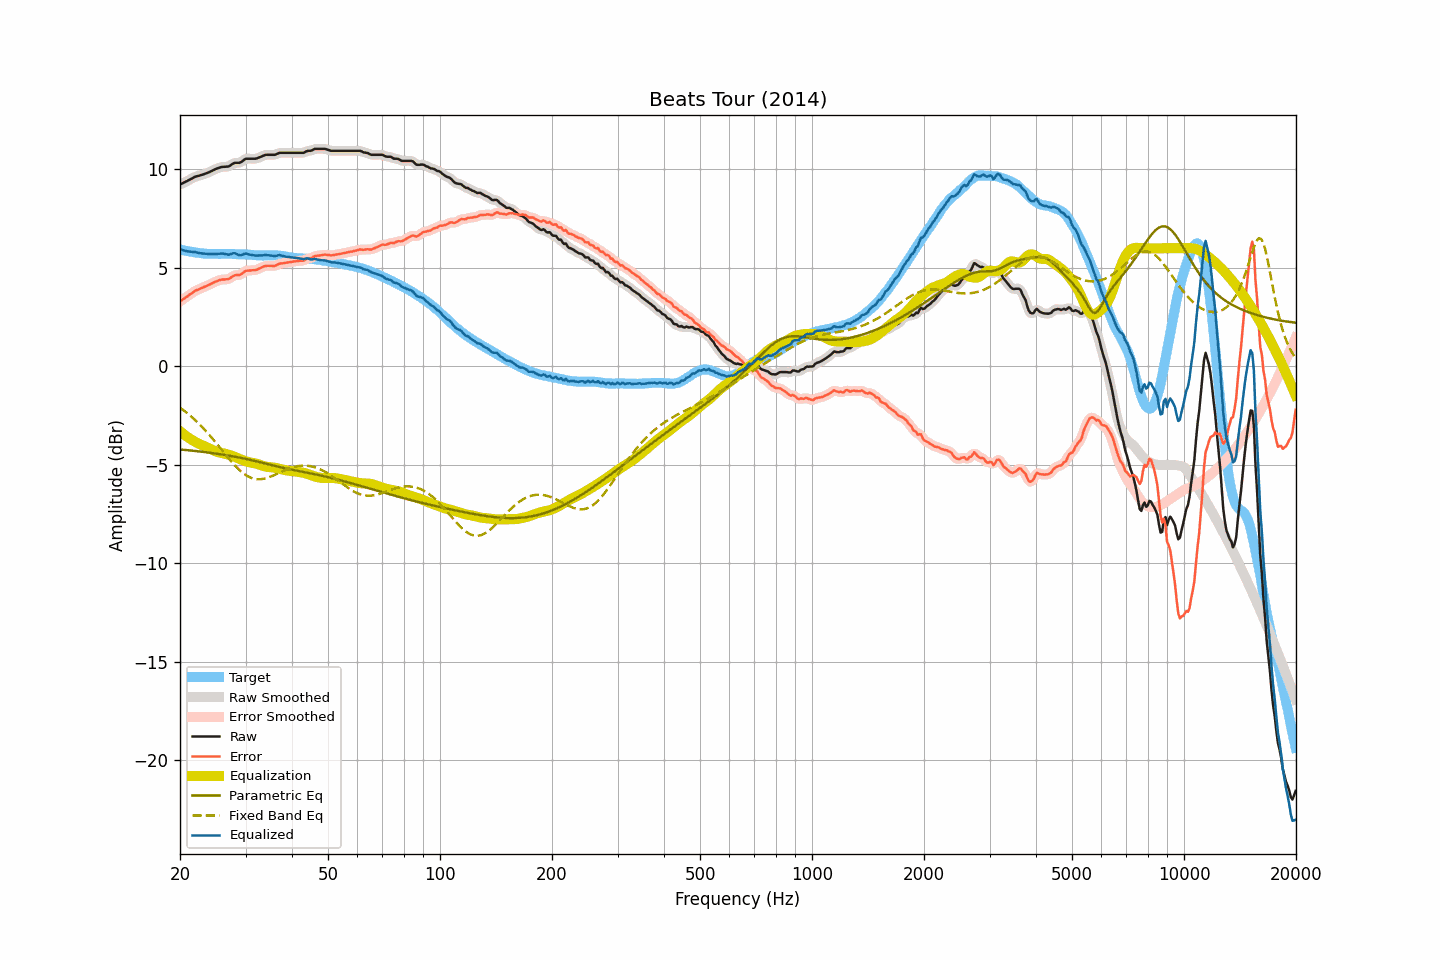 Beats Tour (2014)
Amplitude (dBr)
10
5
0
−5
−10
−15
−20
Target
Raw Smoothed
Error Smoothed
Raw
Error
Equalization
Parametric Eq
Fixed Band Eq
Equalized
20 50 100 200 500 1000 2000 5000 10000 20000
Frequency (Hz)